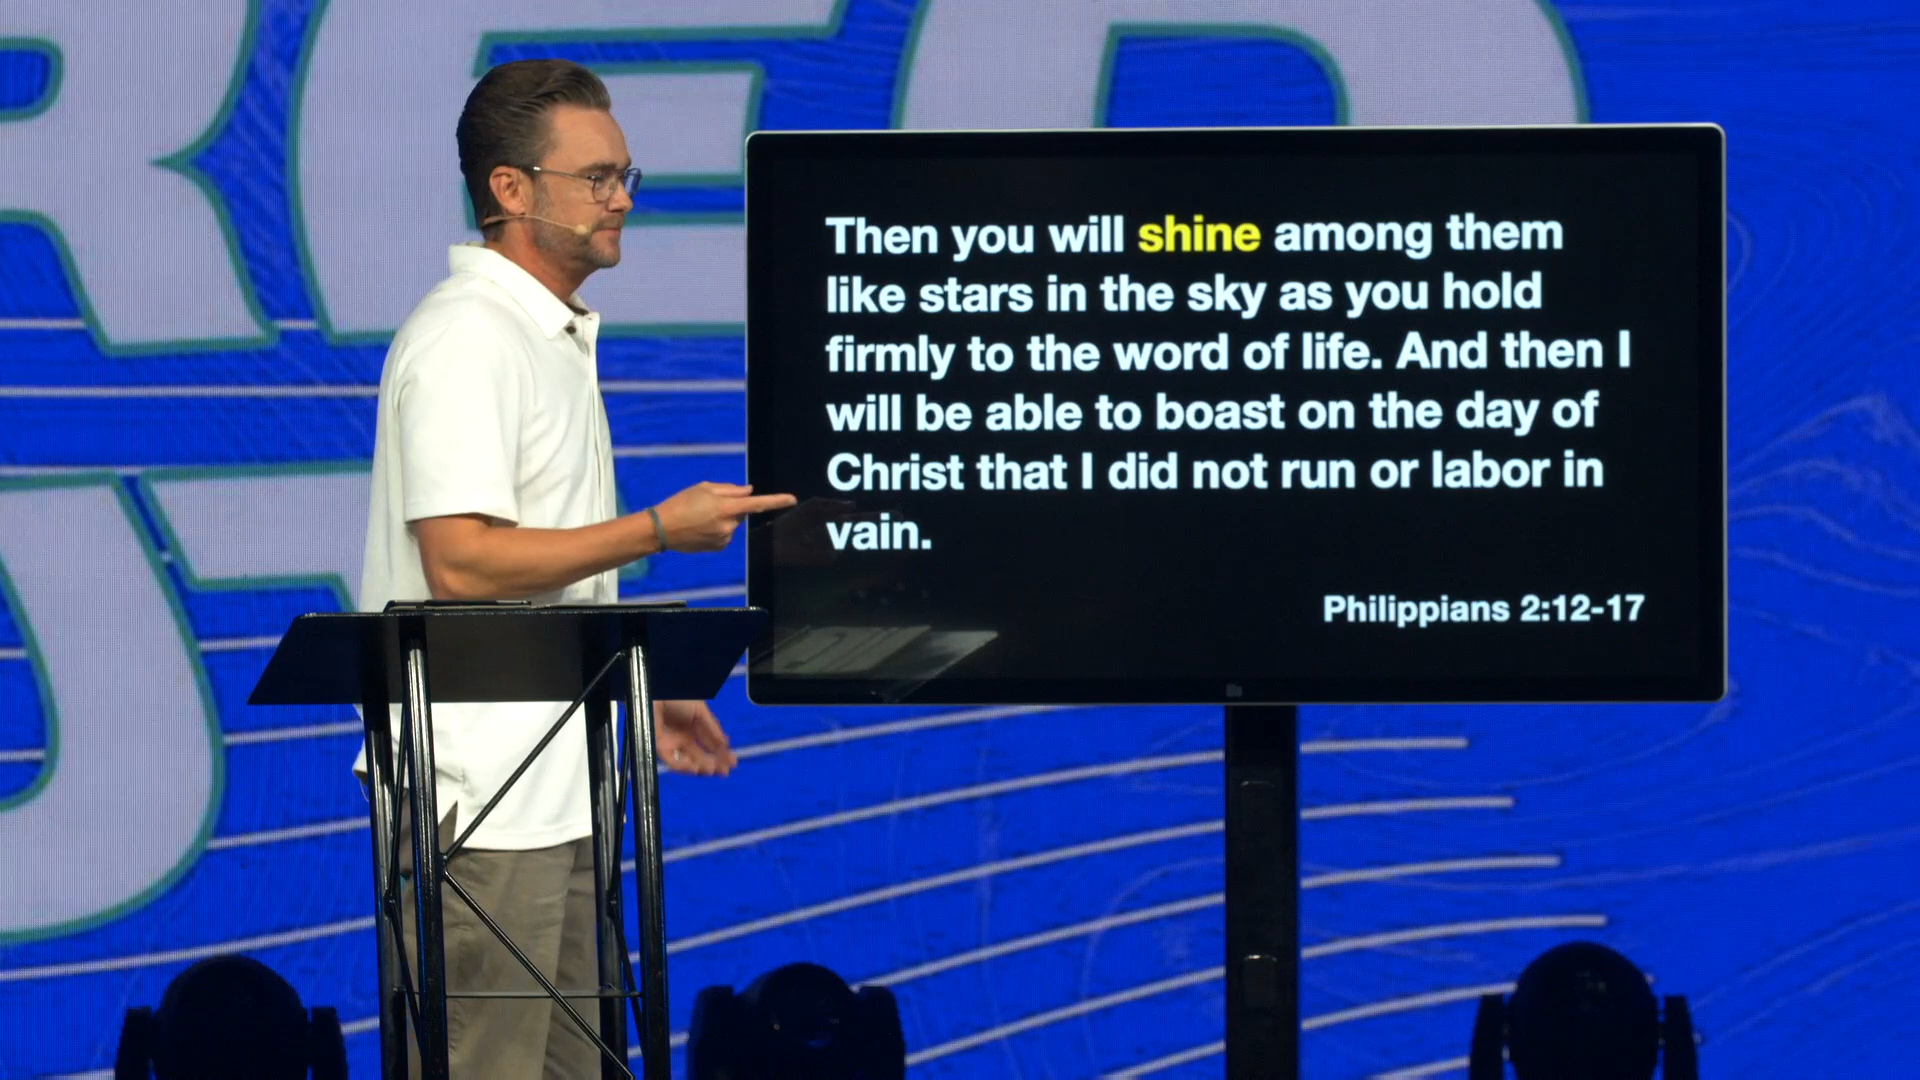 Then you will shine among them
like stars in the sky as you hold
firmly to the word of life. And then I
will be able to boast on the day of
Christ that I did not run or labor in
vain.
Philippians 2:12-17